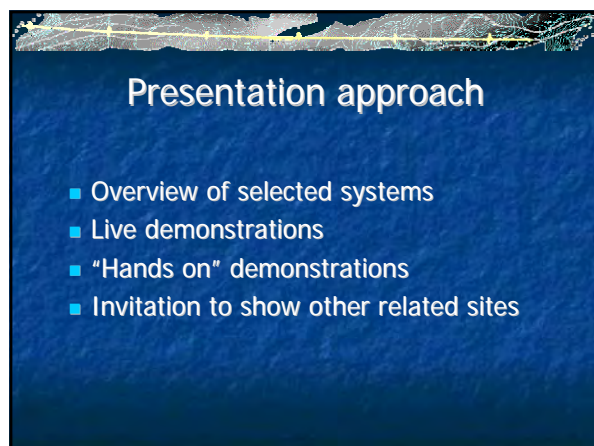 Presentation approach
Overview of selected systems
Live demonstrations
“Hands on” demonstrations
Invitation to show other related sites